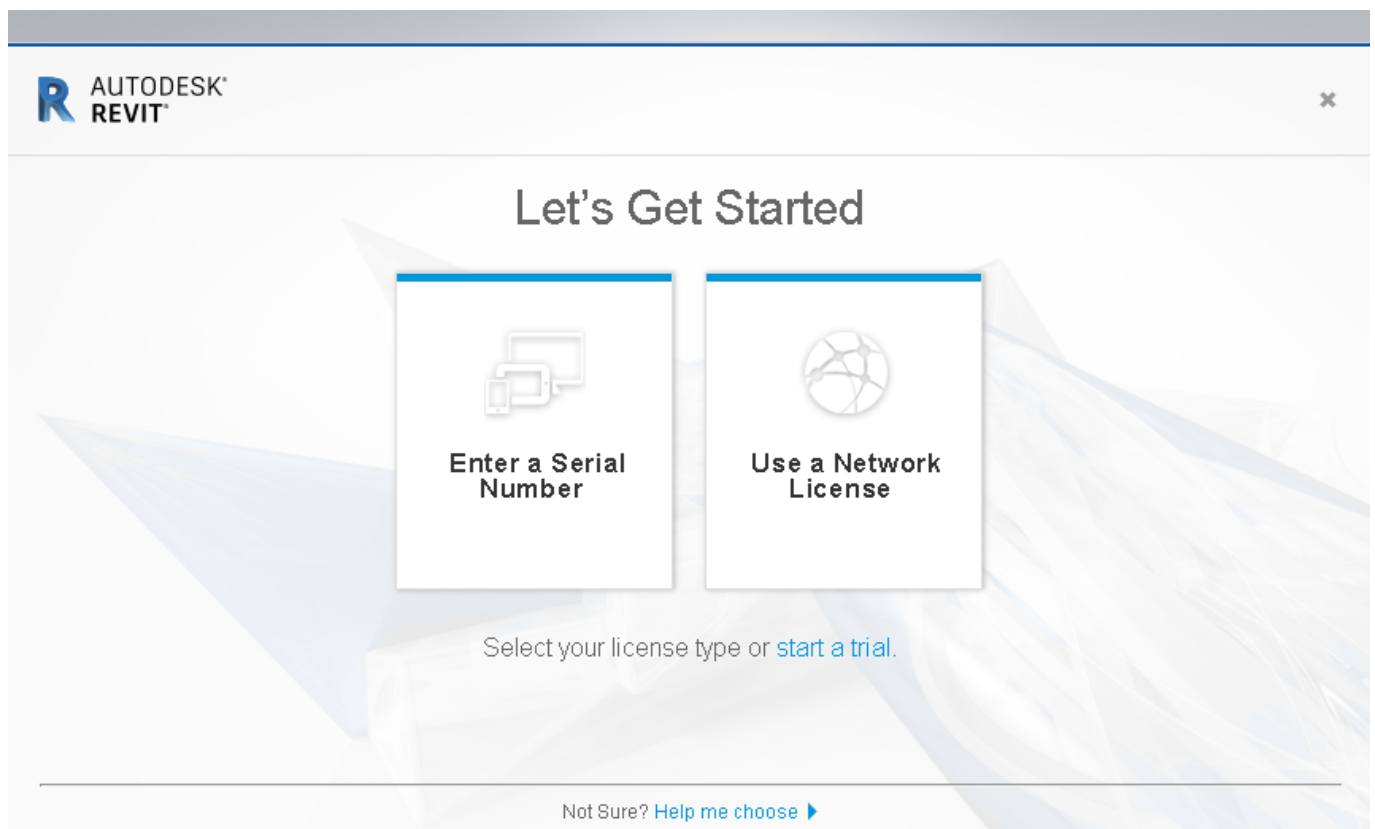 AUTODESK®
REVIT®
Let's Get Started
Enter a Serial
Number
Use a Network
License
Select your license type or start a trial.
Not Sure? Help me choose